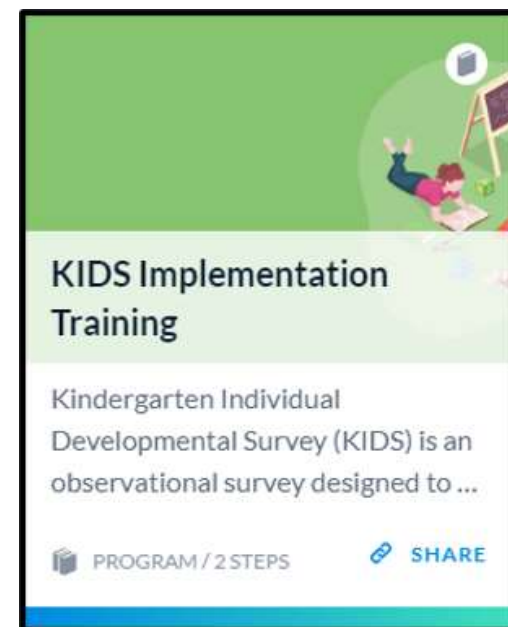 KIDS Implementation
Training
Kindergarten Individual
Developmental Survey (KIDS) is an
observational survey designed to ...
PROGRAM / 2 STEPS
SHARE